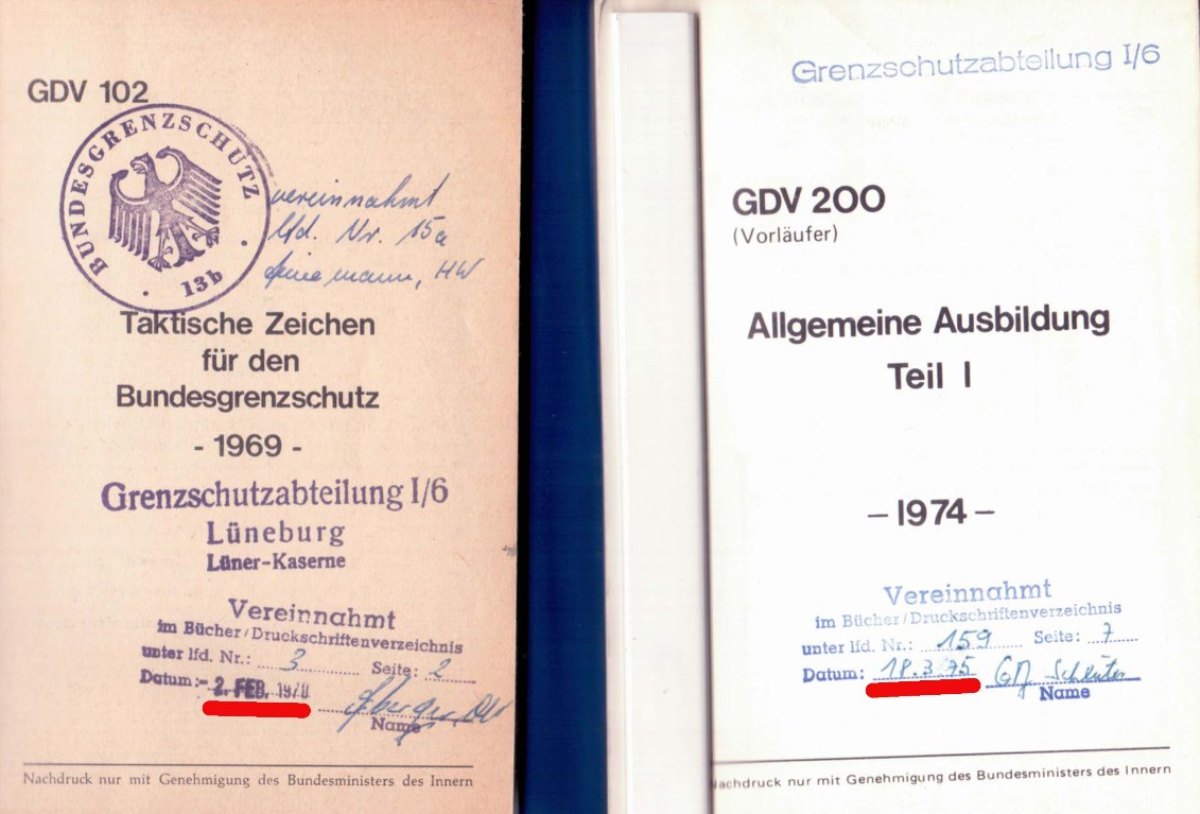 GDV 102
BUNDESGRENZSCHUTZ
13b
vereinnahmt
lfd. Nr. 15a
HW
Taktische Zeichen
für den
Bundesgrenzschutz
- 1969 -
Grenzschutzabteilung I/6
Lüneburg
Lüner-Kaserne
Vereinnahmt
im Bücher/Druckschriftenverzeichnis
unter lfd. Nr.: 3 Seite: 2
Datum: - 2. FEB. 1970
Name
Nachdruck nur mit Genehmigung des Bundesministers des Innern
Grenzschutzabteilung I/6
GDV 200
(Vorläufer)
Allgemeine Ausbildung
Teil I
– 1974 –
Vereinnahmt
im Bücher/Druckschriftenverzeichnis
unter lfd. Nr.: 159 Seite: 7
Datum: 18.3.75 Schlüter
Name
Nachdruck nur mit Genehmigung des Bundesministers des Innern